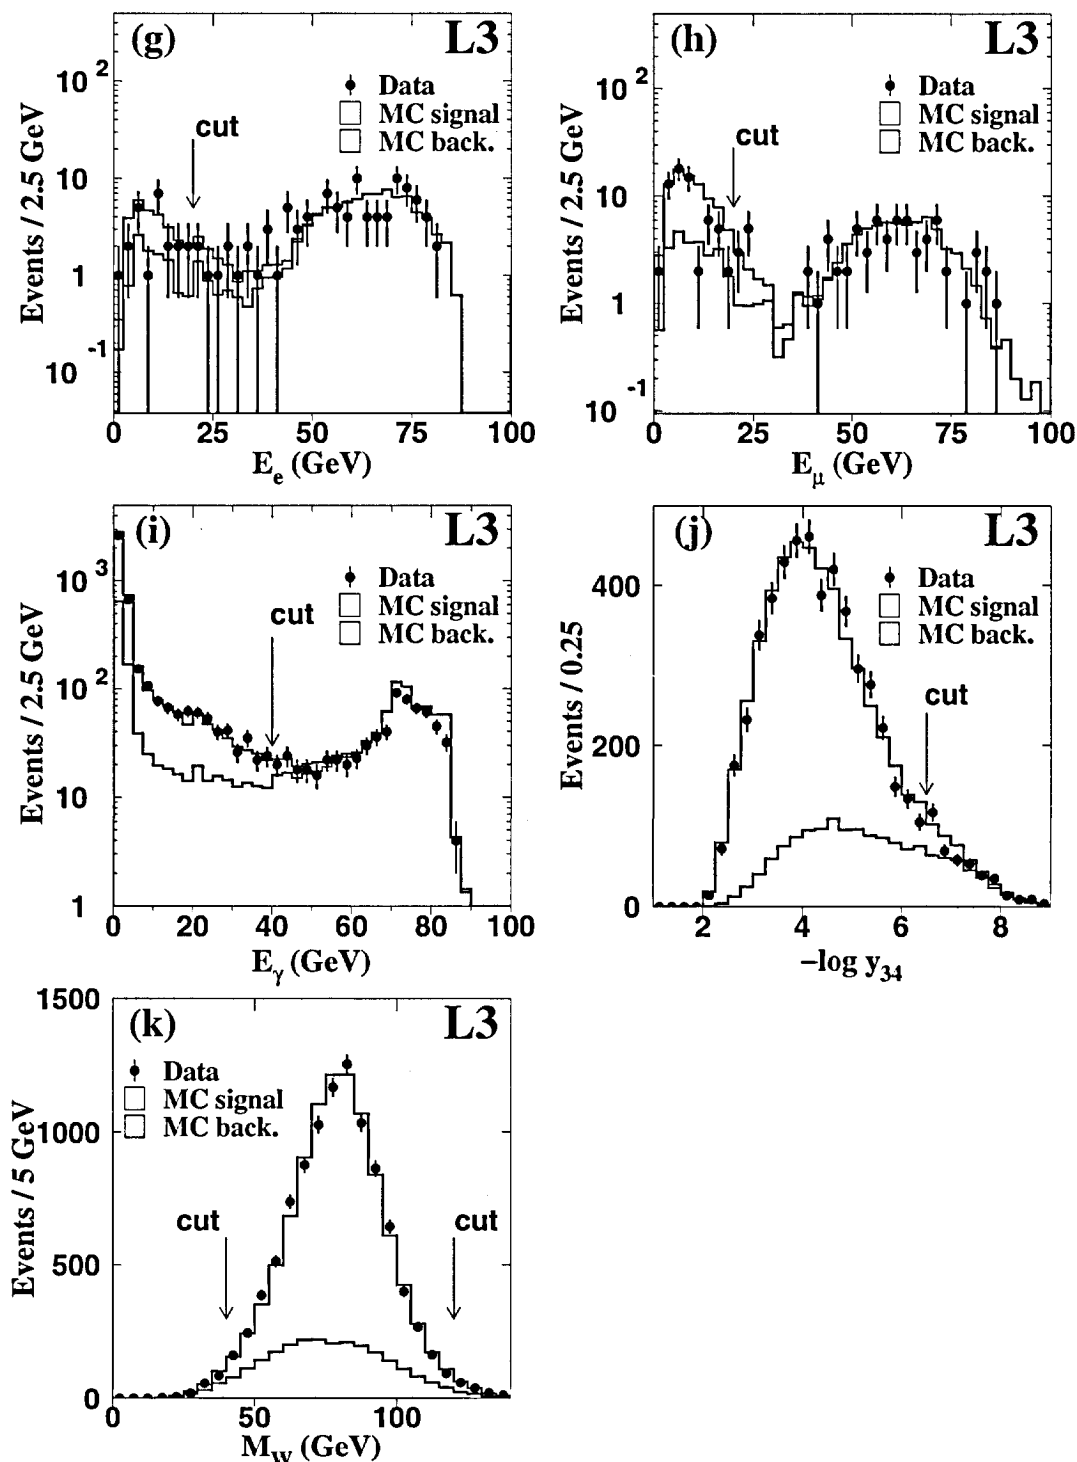 (g) L3
Data
MC signal
MC back.
cut
Events / 2.5 GeV
10 2
10
1
10 -1
0 25 50 75 100
E_e (GeV)
(h) L3
Data
MC signal
MC back.
cut
Events / 2.5 GeV
10 2
10
1
10 -1
0 25 50 75 100
E_μ (GeV)
(i) L3
Data
MC signal
MC back.
cut
Events / 2.5 GeV
10 3
10 2
10
1
0 20 40 60 80 100
E_γ (GeV)
(j) L3
Data
MC signal
MC back.
cut
Events / 0.25
400
200
0
2 4 6 8
−log y_34
(k) L3
Data
MC signal
MC back.
cut cut
Events / 5 GeV
1500
1000
500
0
0 50 100
M_W (GeV)